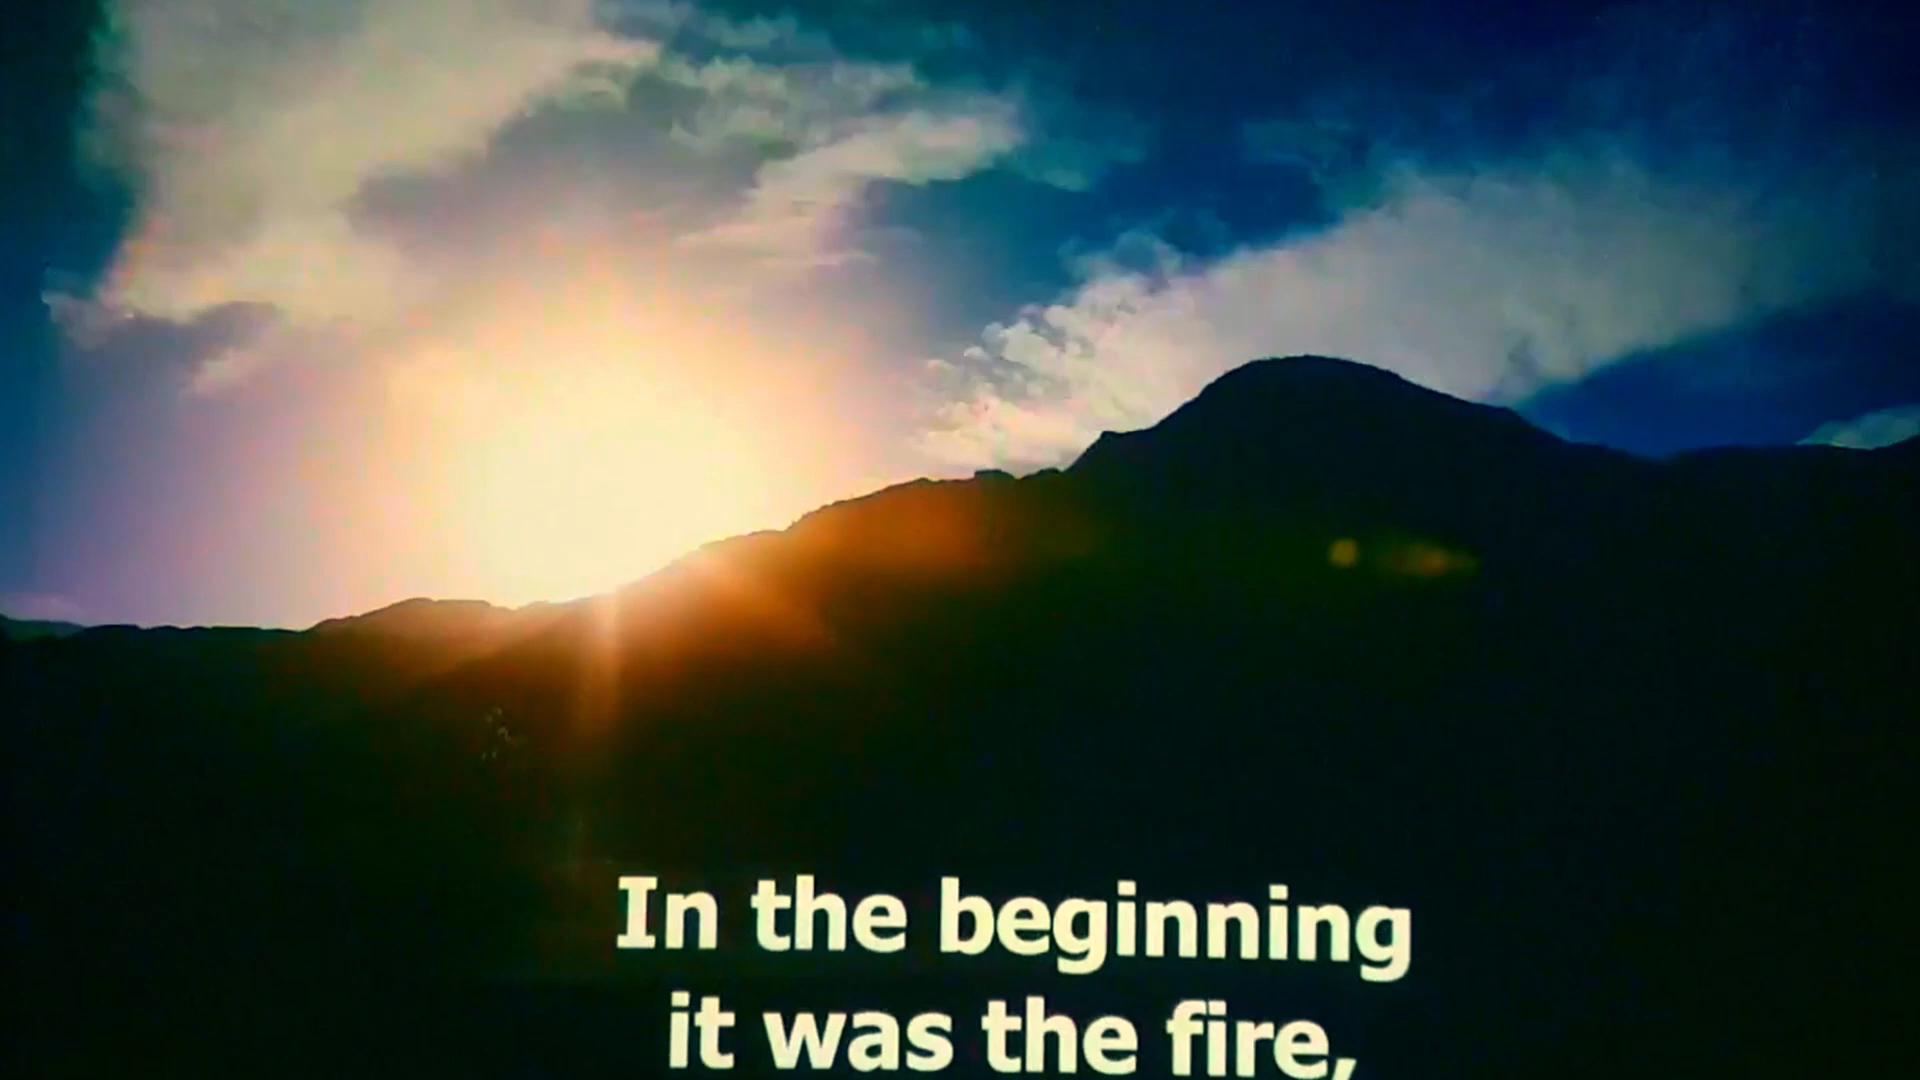 In the beginning
it was the fire,